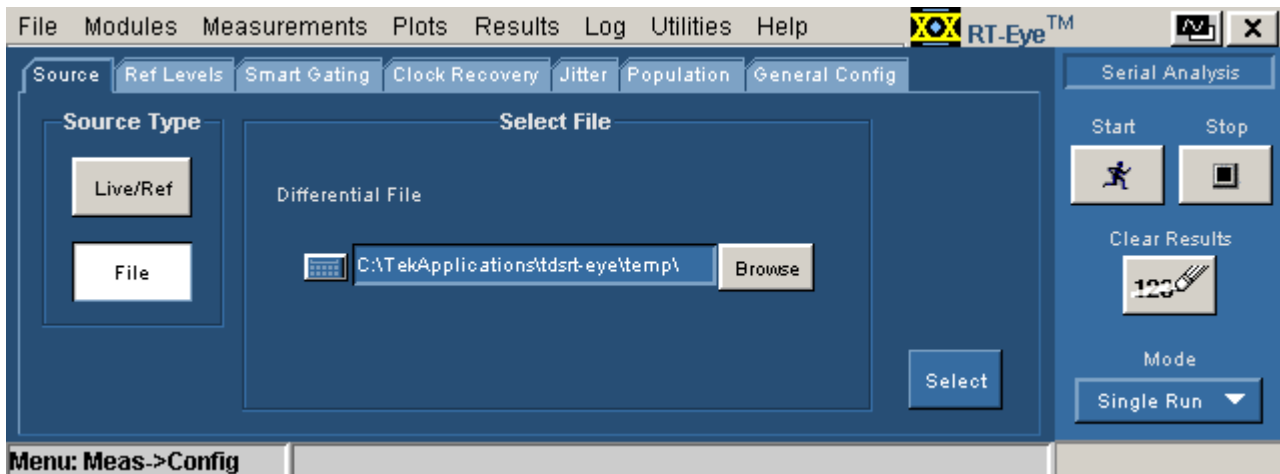 File Modules Measurements Plots Results Log Utilities Help RT-Eye™
Source Ref Levels Smart Gating Clock Recovery Jitter Population General Config
Serial Analysis
Source Type
Live/Ref
File
Select File
Differential File
C:\TekApplications\tdsrt-eye\temp\ Browse
Select
Start Stop
Clear Results
123
Mode
Single Run
Menu: Meas->Config